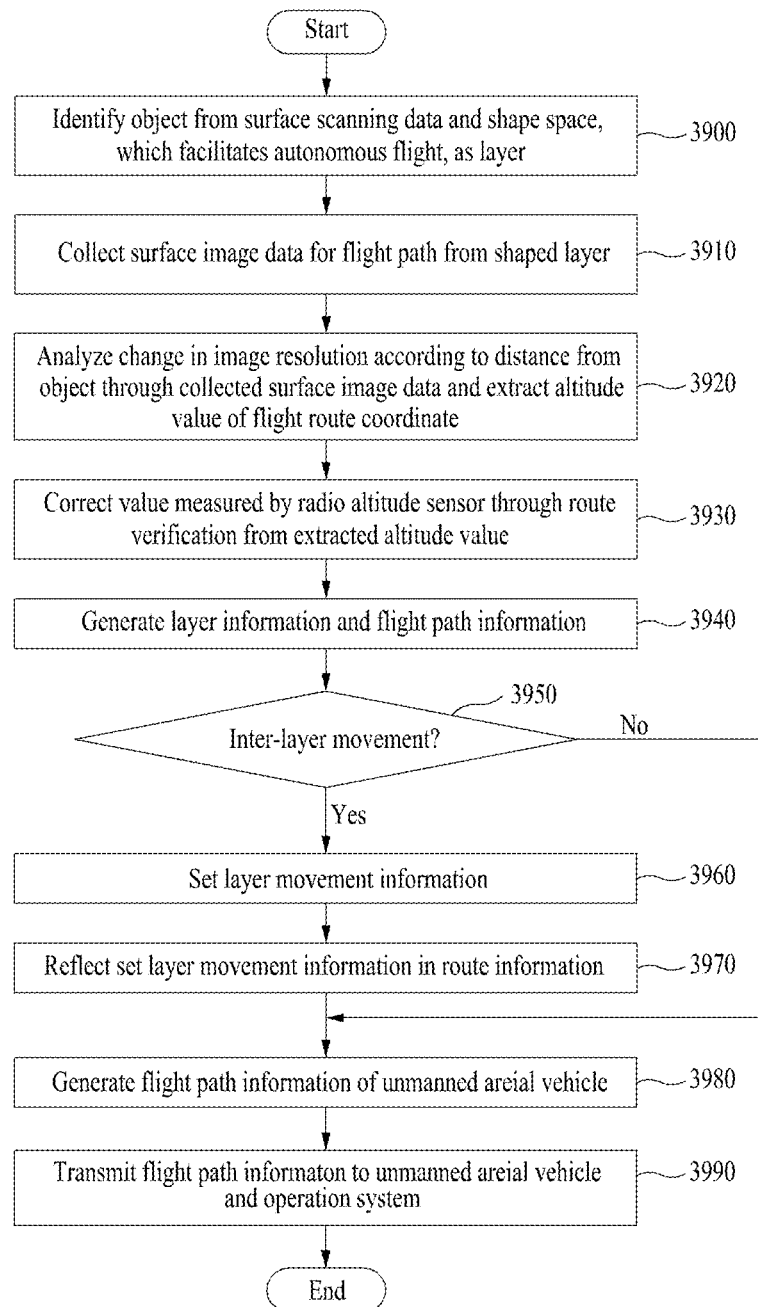 Start
Identify object from surface scanning data and shape space,
which facilitates autonomous flight, as layer
3900
Collect surface image data for flight path from shaped layer
3910
Analyze change in image resolution according to distance from
object through collected surface image data and extract altitude
value of flight route coordinate
3920
Correct value measured by radio altitude sensor through route
verification from extracted altitude value
3930
Generate layer information and flight path information
3940
3950
Inter-layer movement?
No
Yes
Set layer movement information
3960
Reflect set layer movement information in route information
3970
Generate flight path information of unmanned areial vehicle
3980
Transmit flight path informaton to unmanned areial vehicle
and operation system
3990
End